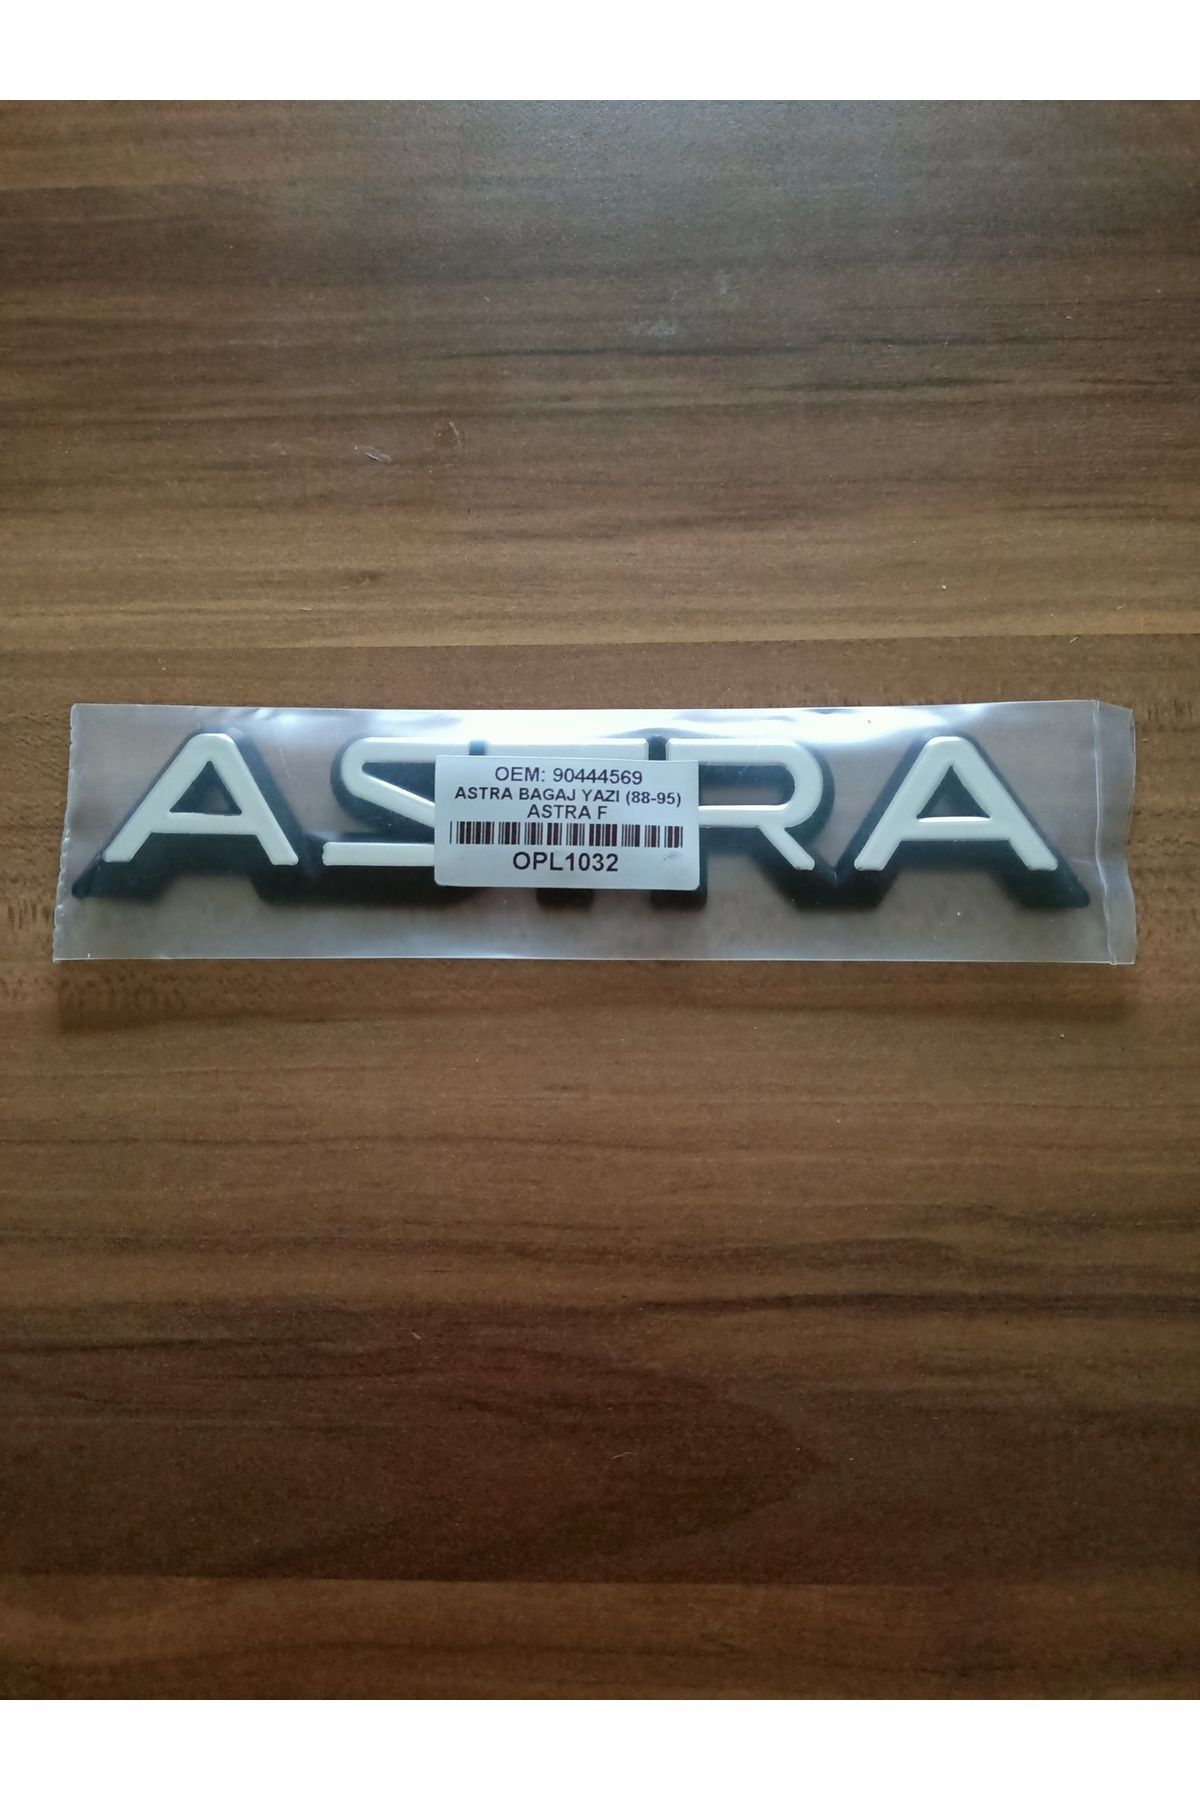 ASTRA
OEM: 90444569
ASTRA BAGAJ YAZI (88-95)
ASTRA F
OPL1032